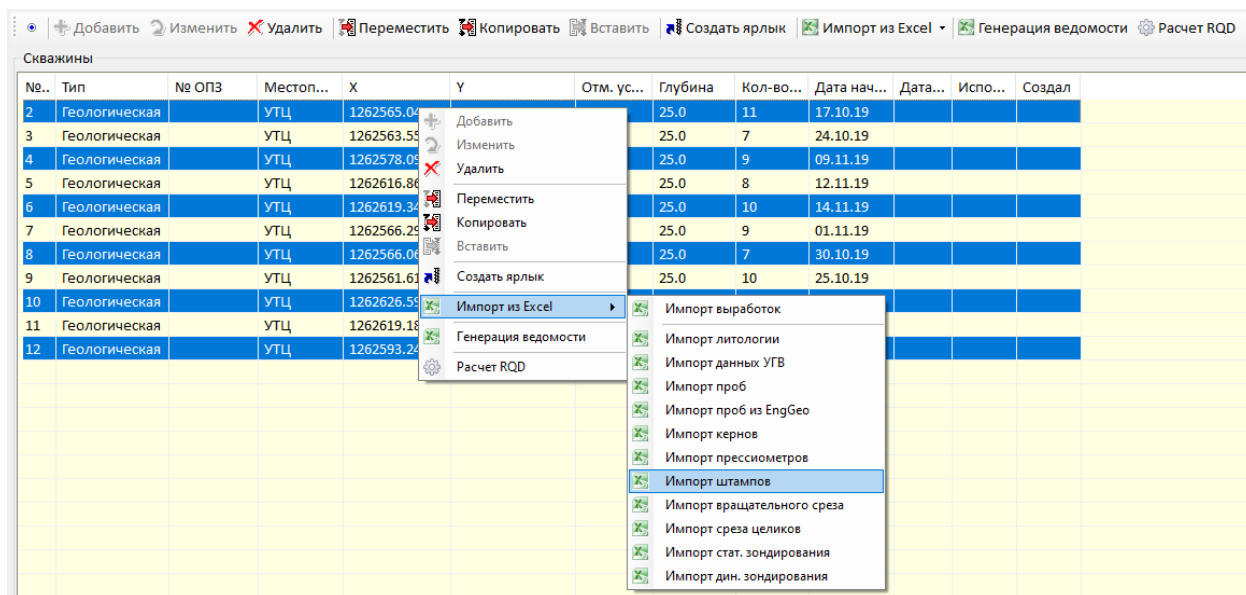 Добавить Изменить Удалить Переместить Копировать Вставить Создать ярлык Импорт из Excel Генерация ведомости Расчет RQD
Скважины
№.. Тип № ОПЗ Местоп... X Y Отм. ус... Глубина Кол-во... Дата нач... Дата... Испо... Создал
2 Геологическая УТЦ 1262565.04 25.0 11 17.10.19
3 Геологическая УТЦ 1262563.55 25.0 7 24.10.19
4 Геологическая УТЦ 1262578.09 25.0 9 09.11.19
5 Геологическая УТЦ 1262616.86 25.0 8 12.11.19
6 Геологическая УТЦ 1262619.34 25.0 10 14.11.19
7 Геологическая УТЦ 1262566.29 25.0 9 01.11.19
8 Геологическая УТЦ 1262566.06 25.0 7 30.10.19
9 Геологическая УТЦ 1262561.61 25.0 10 25.10.19
10 Геологическая УТЦ 1262626.59
11 Геологическая УТЦ 1262619.18
12 Геологическая УТЦ 1262593.24
Добавить
Изменить
Удалить
Переместить
Копировать
Вставить
Создать ярлык
Импорт из Excel
Генерация ведомости
Расчет RQD
Импорт выработок
Импорт литологии
Импорт данных УГВ
Импорт проб
Импорт проб из EngGeo
Импорт кернов
Импорт прессиометров
Импорт штампов
Импорт вращательного среза
Импорт среза целиков
Импорт стат. зондирования
Импорт дин. зондирования